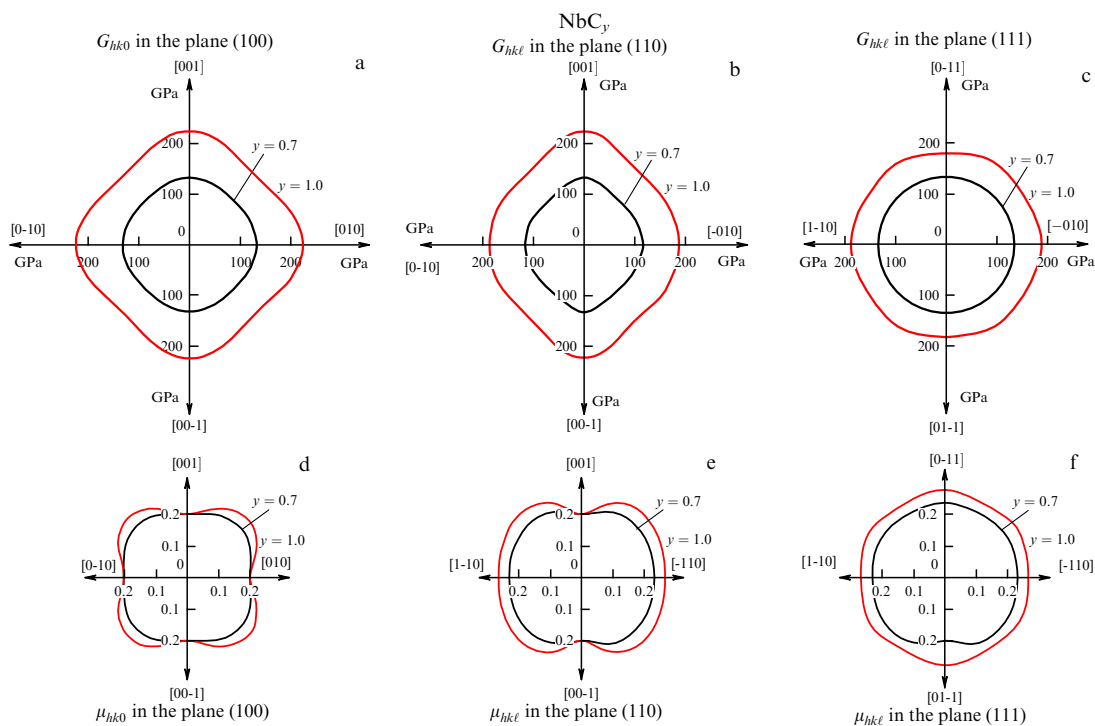 NbC_y
G_hk0 in the plane (100)
a
[001]
GPa
200
y = 0.7
y = 1.0
100
[0-10]
0
[010]
GPa
200
100
100
200
GPa
100
200
GPa
[00-1]
G_hkℓ in the plane (110)
b
[001]
GPa
200
y = 0.7
y = 1.0
100
GPa
0
[-010]
[0-10]
200
100
100
200
GPa
100
200
GPa
[00-1]
G_hkℓ in the plane (111)
c
[0-11]
GPa
200
y = 0.7
y = 1.0
100
[1-10]
0
[−010]
GPa
200
100
100
200
GPa
100
200
GPa
[01-1]
d
[001]
0.2
y = 0.7
0.1
y = 1.0
[0-10]
0
[010]
0.2
0.1
0.1
0.2
0.1
0.2
[00-1]
μ_hk0 in the plane (100)
e
[001]
0.2
y = 0.7
0.1
y = 1.0
[1-10]
0
[-110]
0.2
0.1
0.1
0.2
0.1
0.2
[00-1]
μ_hkℓ in the plane (110)
f
[0-11]
0.2
y = 0.7
0.1
y = 1.0
[1-10]
0
[-110]
0.2
0.1
0.1
0.2
0.1
0.2
[01-1]
μ_hkℓ in the plane (111)